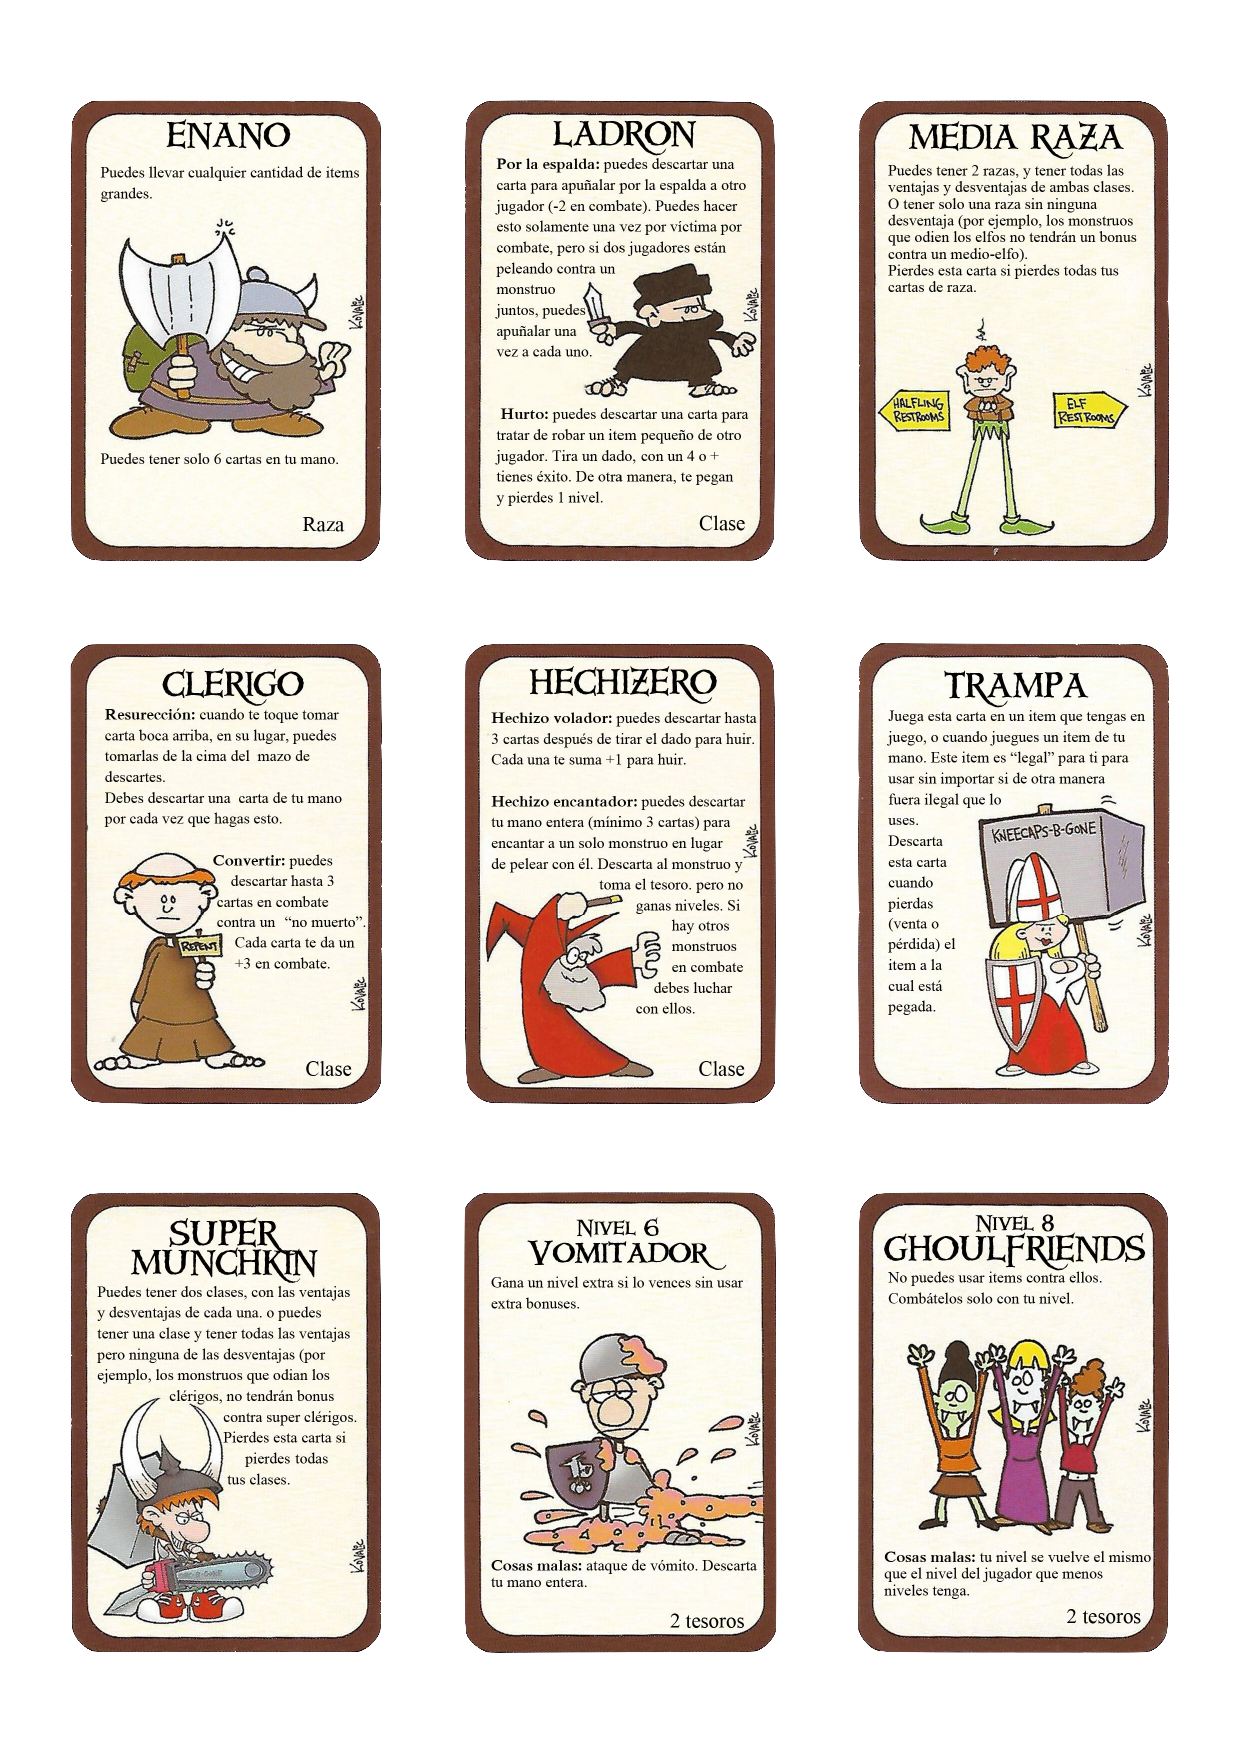 ENANO
Puedes llevar cualquier cantidad de items
grandes.
KOVALIC
Puedes tener solo 6 cartas en tu mano.
Raza
LADRON
Por la espalda: puedes descartar una
carta para apuñalar por la espalda a otro
jugador (-2 en combate). Puedes hacer
esto solamente una vez por víctima por
combate, pero si dos jugadores están
peleando contra un
monstruo
juntos, puedes
apuñalar una
vez a cada uno.
KOVALIC
Hurto: puedes descartar una carta para
tratar de robar un item pequeño de otro
jugador. Tira un dado, con un 4 o +
tienes éxito. De otra manera, te pegan
y pierdes 1 nivel.
Clase
MEDIA RAZA
Puedes tener 2 razas, y tener todas las
ventajas y desventajas de ambas clases.
O tener solo una raza sin ninguna
desventaja (por ejemplo, los monstruos
que odien los elfos no tendrán un bonus
contra un medio-elfo).
Pierdes esta carta si pierdes todas tus
cartas de raza.
KOVALIC
HALFLING
RESTROOMS
ELF
RESTROOMS
CLERIGO
Resurección: cuando te toque tomar
carta boca arriba, en su lugar, puedes
tomarlas de la cima del mazo de
descartes.
Debes descartar una carta de tu mano
por cada vez que hagas esto.
Convertir: puedes
descartar hasta 3
cartas en combate
contra un “no muerto”.
Cada carta te da un
+3 en combate.
REPENT
KOVALIC
Clase
HECHIZERO
Hechizo volador: puedes descartar hasta
3 cartas después de tirar el dado para huir.
Cada una te suma +1 para huir.
Hechizo encantador: puedes descartar
tu mano entera (mínimo 3 cartas) para
encantar a un solo monstruo en lugar
de pelear con él. Descarta al monstruo y
toma el tesoro. pero no
ganas niveles. Si
hay otros
monstruos
en combate
debes luchar
con ellos.
KOVALIC
Clase
TRAMPA
Juega esta carta en un item que tengas en
juego, o cuando juegues un item de tu
mano. Este item es “legal” para ti para
usar sin importar si de otra manera
fuera ilegal que lo
uses.
Descarta
esta carta
cuando
pierdas
(venta o
pérdida) el
item a la
cual está
pegada.
KNEECAPS-B-GONE
KOVALIC
SUPER
MUNCHKIN
Puedes tener dos clases, con las ventajas
y desventajas de cada una. o puedes
tener una clase y tener todas las ventajas
pero ninguna de las desventajas (por
ejemplo, los monstruos que odian los
clérigos, no tendrán bonus
contra super clérigos.
Pierdes esta carta si
pierdes todas
tus clases.
KOVALIC
NIVEL 6
VOMITADOR
Gana un nivel extra si lo vences sin usar
extra bonuses.
KOVALIC
Cosas malas: ataque de vómito. Descarta
tu mano entera.
2 tesoros
NIVEL 8
GHOULFRIENDS
No puedes usar items contra ellos.
Combátelos solo con tu nivel.
KOVALIC
Cosas malas: tu nivel se vuelve el mismo
que el nivel del jugador que menos
niveles tenga.
2 tesoros